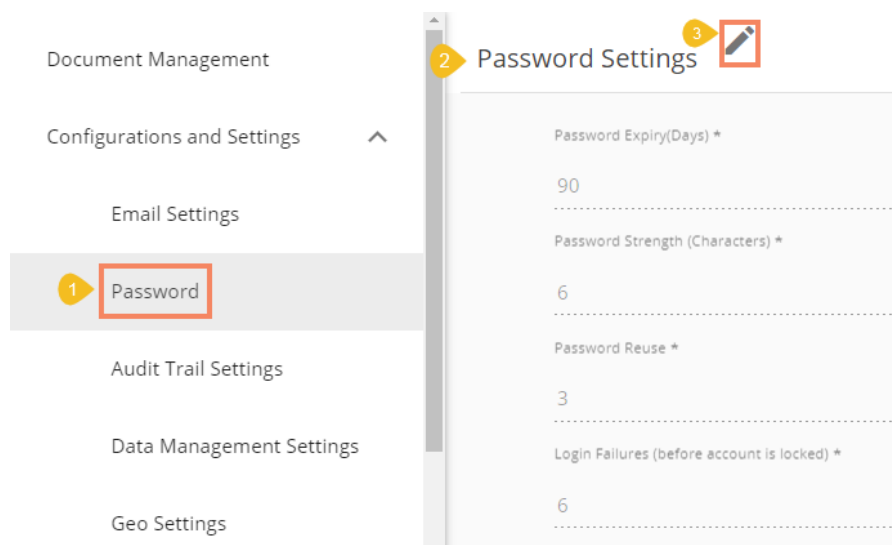 Document Management
Configurations and Settings
Email Settings
1 Password
Audit Trail Settings
Data Management Settings
Geo Settings
2 Password Settings 3
Password Expiry(Days) *
90
Password Strength (Characters) *
6
Password Reuse *
3
Login Failures (before account is locked) *
6